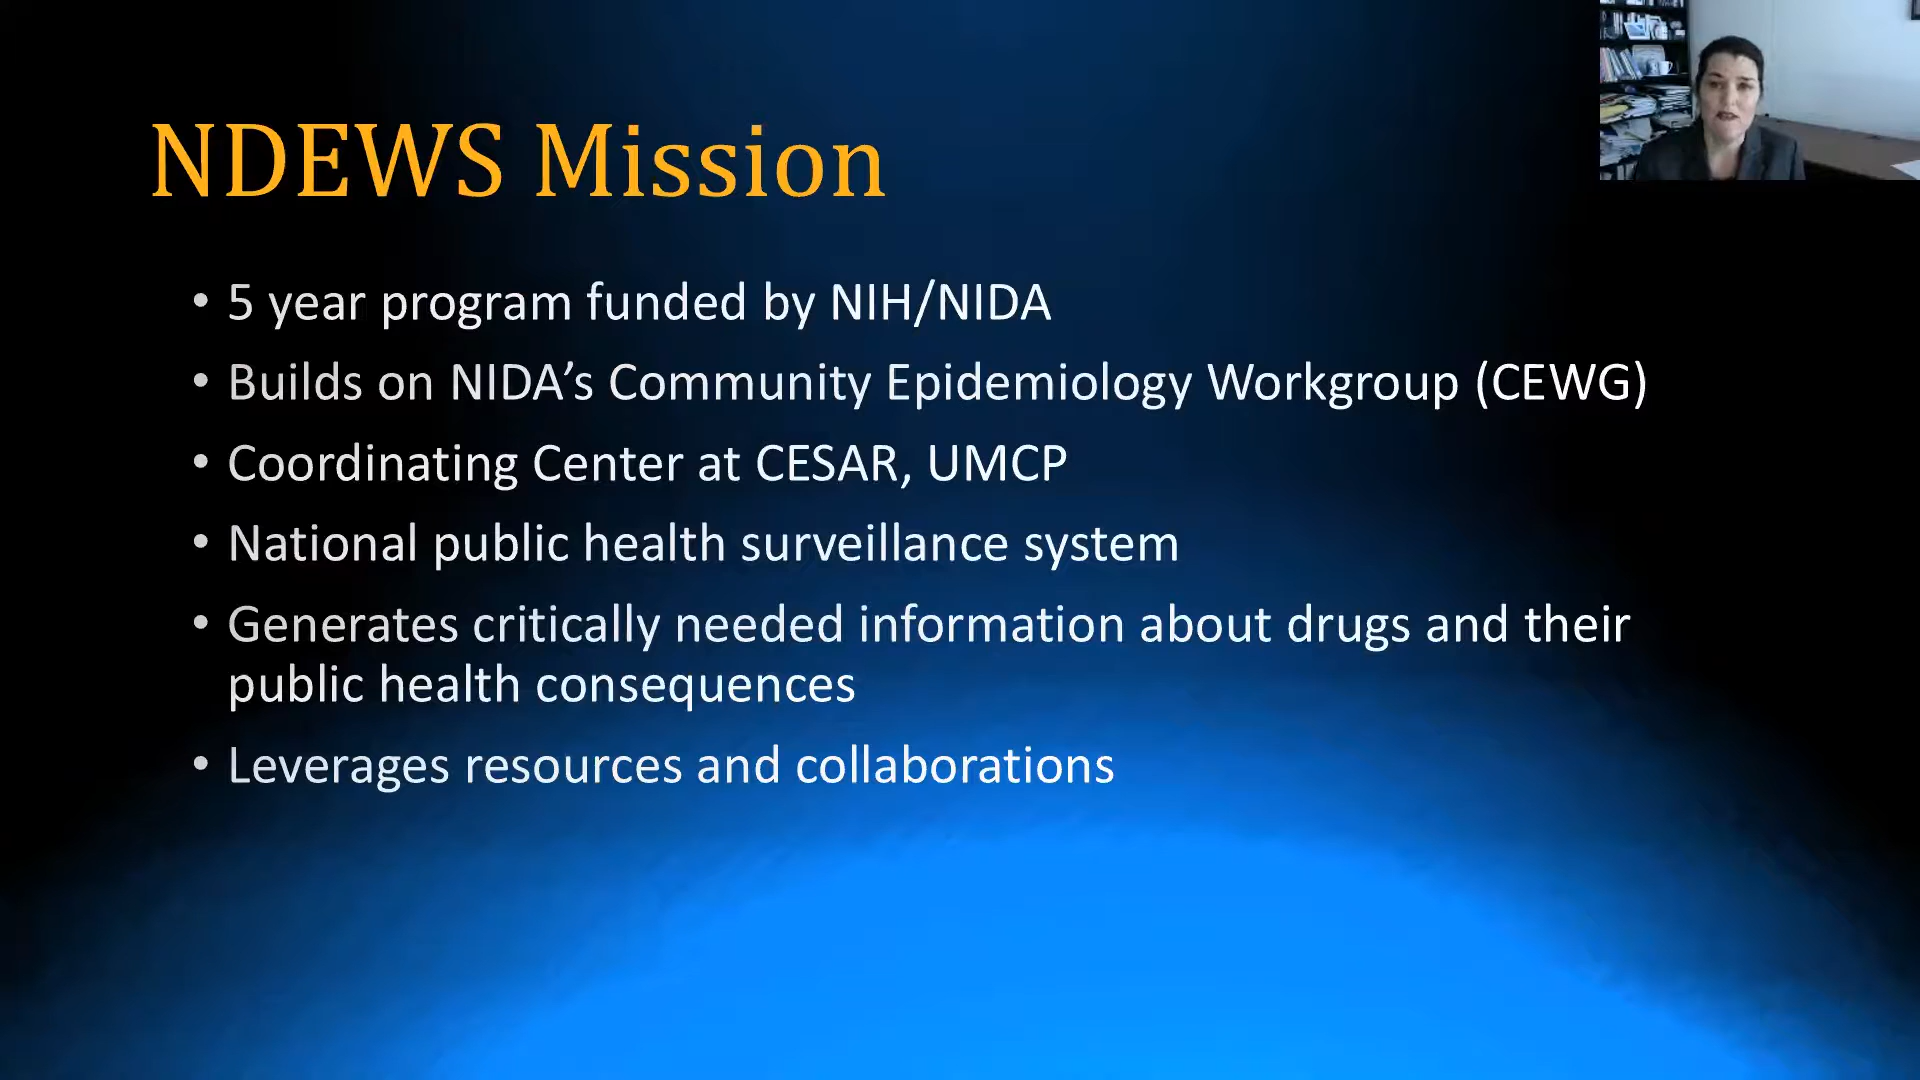 NDEWS Mission
• 5 year program funded by NIH/NIDA
• Builds on NIDA’s Community Epidemiology Workgroup (CEWG)
• Coordinating Center at CESAR, UMCP
• National public health surveillance system
• Generates critically needed information about drugs and their
public health consequences
• Leverages resources and collaborations